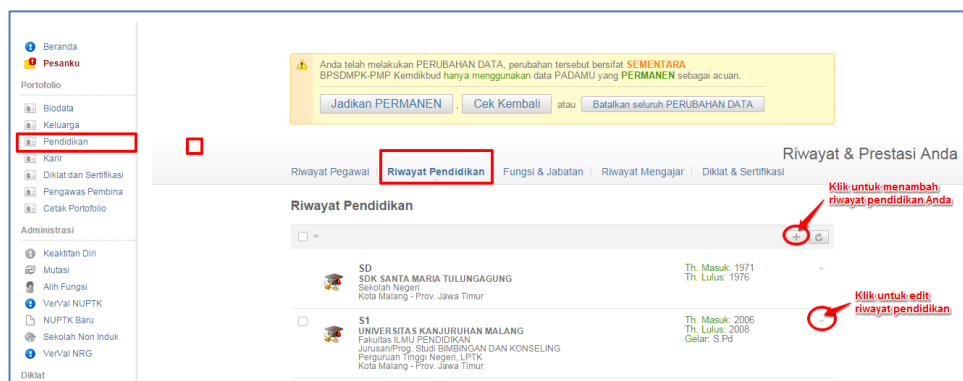 Beranda
Pesanku
Portofolio
Biodata
Keluarga
Pendidikan
Karir
Diklat dan Sertifikasi
Pengawas Pembina
Cetak Portofolio
Administrasi
Keaktifan Diri
Mutasi
Alih Fungsi
VerVal NUPTK
NUPTK Baru
Sekolah Non Induk
VerVal NRG
Diklat
Anda telah melakukan PERUBAHAN DATA, perubahan tersebut bersifat SEMENTARA
BPSDMPK-PMP Kemdikbud hanya menggunakan data PADAMU yang PERMANEN sebagai acuan.
Jadikan PERMANEN , Cek Kembali atau Batalkan seluruh PERUBAHAN DATA
Riwayat & Prestasi Anda
Riwayat Pegawai Riwayat Pendidikan Fungsi & Jabatan Riwayat Mengajar Diklat & Sertifikasi
Klik untuk menambah
riwayat pendidikan Anda
Riwayat Pendidikan
SD
SDK SANTA MARIA TULUNGAGUNG
Sekolah Negeri
Kota Malang - Prov. Jawa Timur
Th. Masuk: 1971
Th. Lulus: 1976
Klik untuk edit
riwayat pendidikan
S1
UNIVERSITAS KANJURUHAN MALANG
Fakultas ILMU PENDIDIKAN
Jurusan/Prog. Studi BIMBINGAN DAN KONSELING
Perguruan Tinggi Negeri, LPTK
Kota Malang - Prov. Jawa Timur
Th. Masuk: 2006
Th. Lulus: 2008
Gelar: S.Pd